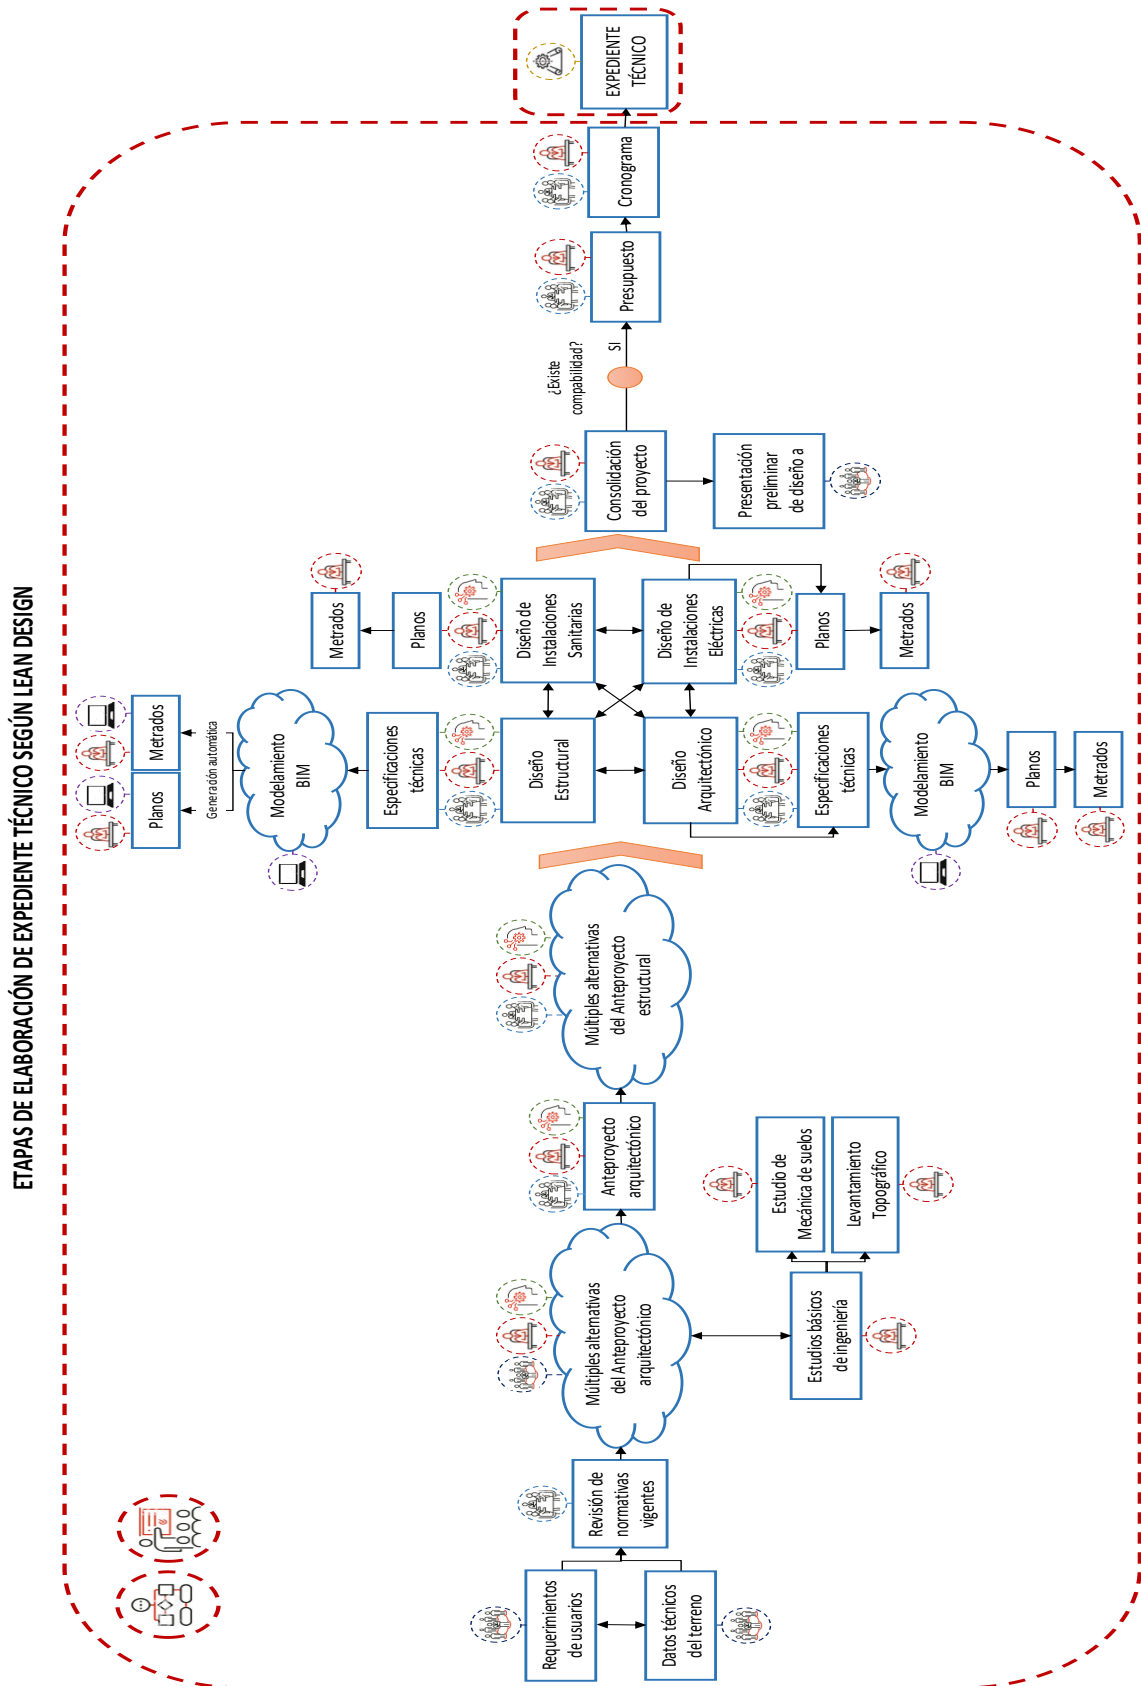 ETAPAS DE ELABORACIÓN DE EXPEDIENTE TÉCNICO SEGÚN LEAN DESIGN
Requerimientos
de usuarios
Datos técnicos
del terreno
Revisión de
normativas
vigentes
Múltiples alternativas
del Anteproyecto
arquitectónico
Estudios básicos
de ingeniería
Estudio de
Mecánica de suelos
Levantamiento
Topográfico
Anteproyecto
arquitectónico
Múltiples alternativas
del Anteproyecto
estructural
Planos
Metrados
Generación automática
Modelamiento
BIM
Especificaciones
técnicas
Diseño
Estructural
Diseño
Arquitectónico
Especificaciones
técnicas
Modelamiento
BIM
Planos
Metrados
Metrados
Planos
Diseño de
Instalaciones
Sanitarias
Diseño de
Instalaciones
Eléctricas
Planos
Metrados
Consolidación
del proyecto
Presentación
preliminar
de diseño a
¿Existe
compabilidad?
SI
Presupuesto
Cronograma
EXPEDIENTE
TÉCNICO